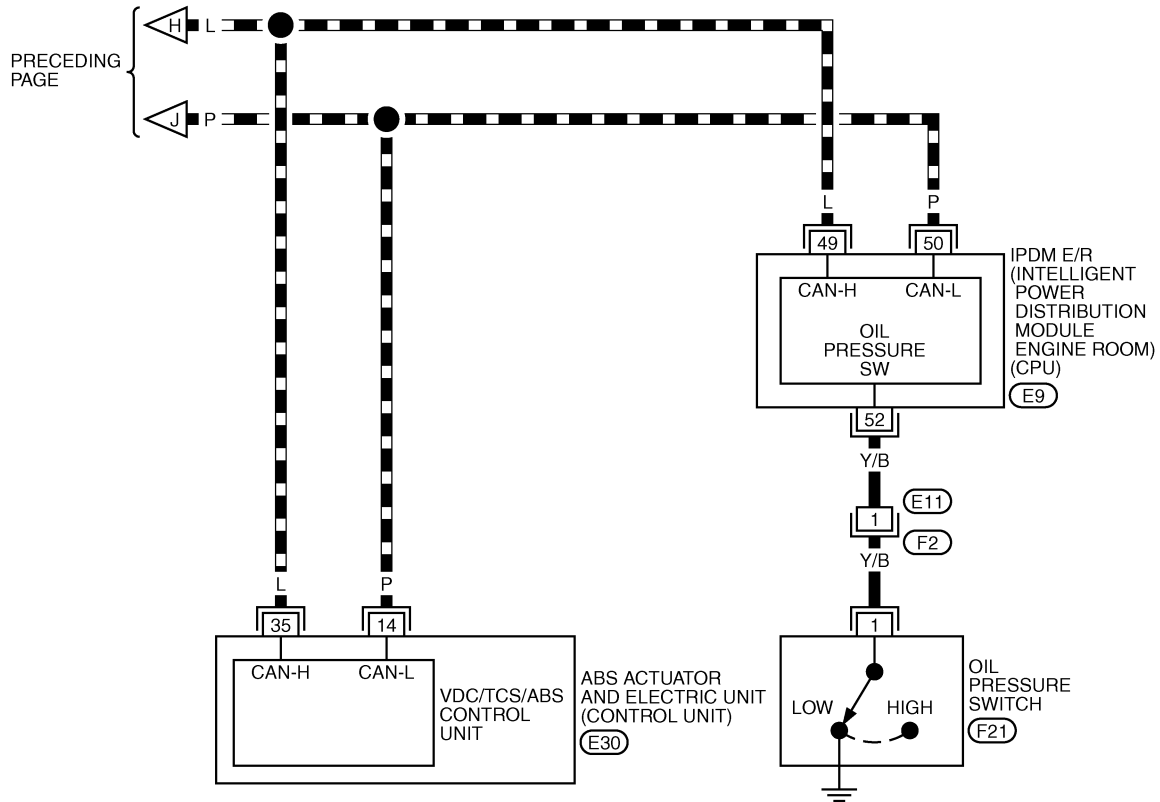 H L
PRECEDING
PAGE
J P
L P
49 50
IPDM E/R
(INTELLIGENT
POWER
DISTRIBUTION
MODULE
ENGINE ROOM)
(CPU)
E9
CAN-H CAN-L
OIL
PRESSURE
SW
52
Y/B
E11
1
F2
Y/B
L P
35 14
CAN-H CAN-L
VDC/TCS/ABS
CONTROL
UNIT
ABS ACTUATOR
AND ELECTRIC UNIT
(CONTROL UNIT)
E30
1
LOW HIGH
OIL
PRESSURE
SWITCH
F21